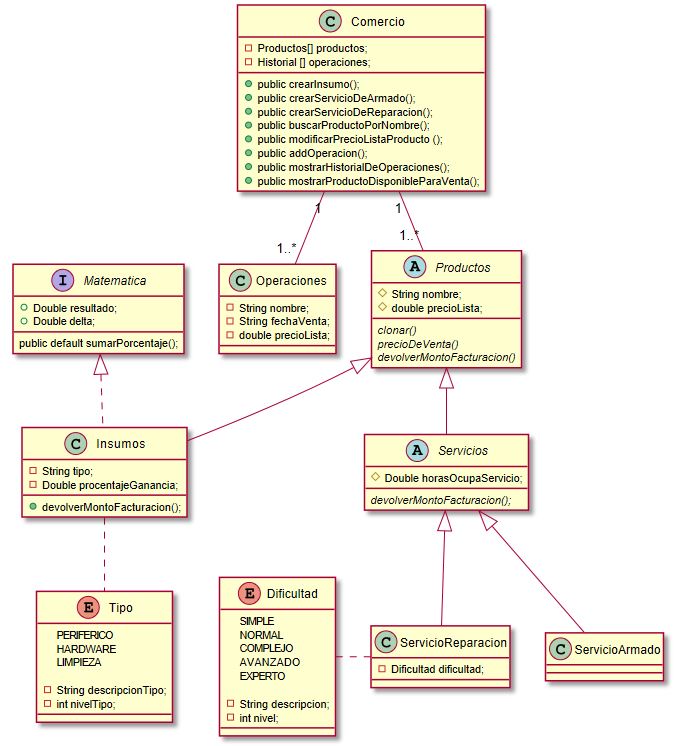 C Comercio
Productos[] productos;
Historial [] operaciones;
public crearInsumo();
public crearServicioDeArmado();
public crearServicioDeReparacion();
public buscarProductoPorNombre();
public modificarPrecioListaProducto ();
public addOperacion();
public mostrarHistorialDeOperaciones();
public mostrarProductoDisponibleParaVenta();
1
1
1..*
1..*
I Matematica
Double resultado;
Double delta;
public default sumarPorcentaje();
C Operaciones
String nombre;
String fechaVenta;
double precioLista;
A Productos
String nombre;
double precioLista;
clonar()
precioDeVenta()
devolverMontoFacturacion()
C Insumos
String tipo;
Double procentajeGanancia;
devolverMontoFacturacion();
A Servicios
Double horasOcupaServicio;
devolverMontoFacturacion();
E Tipo
PERIFERICO
HARDWARE
LIMPIEZA
String descripcionTipo;
int nivelTipo;
E Dificultad
SIMPLE
NORMAL
COMPLEJO
AVANZADO
EXPERTO
String descripcion;
int nivel;
C ServicioReparacion
Dificultad dificultad;
C ServicioArmado